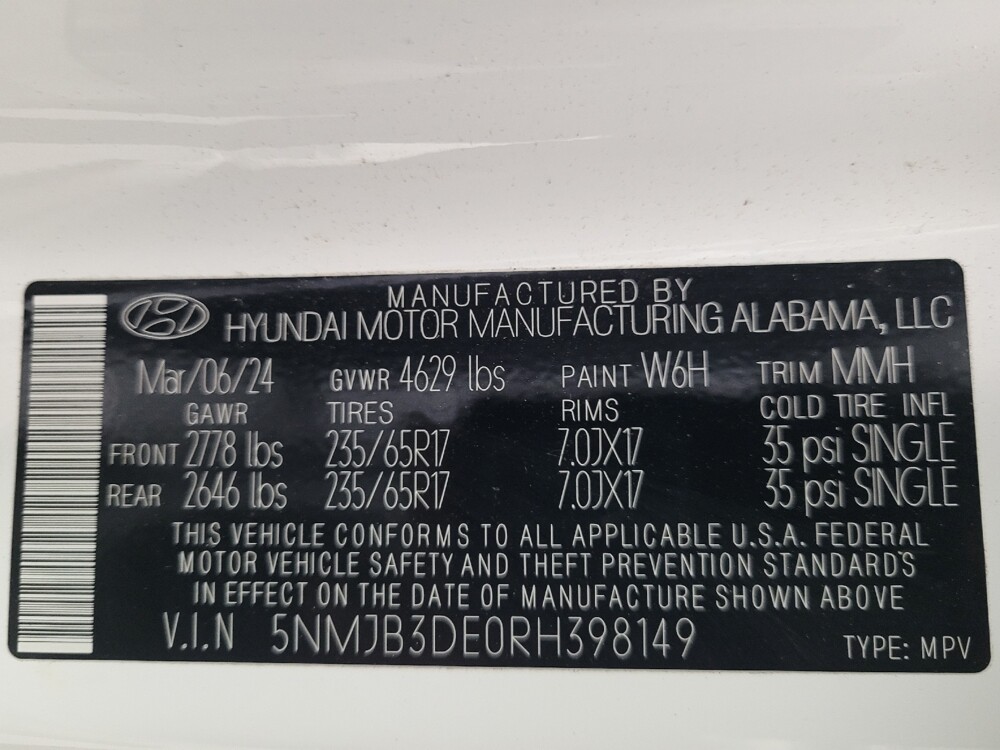 MANUFACTURED BY
HYUNDAI MOTOR MANUFACTURING ALABAMA, LLC
Mar/06/24 GVWR 4629 lbs PAINT W6H TRIM MMH
GAWR TIRES RIMS COLD TIRE INFL
FRONT 2778 lbs 235/65R17 7.0JX17 35 psi SINGLE
REAR 2646 lbs 235/65R17 7.0JX17 35 psi SINGLE
THIS VEHICLE CONFORMS TO ALL APPLICABLE U.S.A. FEDERAL
MOTOR VEHICLE SAFETY AND THEFT PREVENTION STANDARDS
IN EFFECT ON THE DATE OF MANUFACTURE SHOWN ABOVE
V.I.N 5NMJB3DE0RH398149 TYPE: MPV